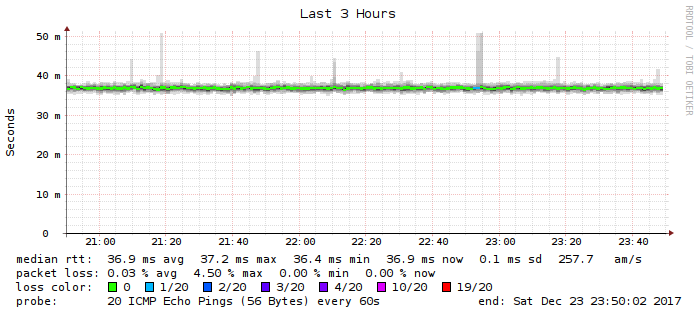 Last 3 Hours
RRDTOOL / TOBI OETIKER
Seconds
50 m
40 m
30 m
20 m
10 m
0
21:00 21:20 21:40 22:00 22:20 22:40 23:00 23:20 23:40
median rtt: 36.9 ms avg 37.2 ms max 36.4 ms min 36.9 ms now 0.1 ms sd 257.7 am/s
packet loss: 0.03 % avg 4.50 % max 0.00 % min 0.00 % now
loss color: 0 1/20 2/20 3/20 4/20 10/20 19/20
probe: 20 ICMP Echo Pings (56 Bytes) every 60s end: Sat Dec 23 23:50:02 2017